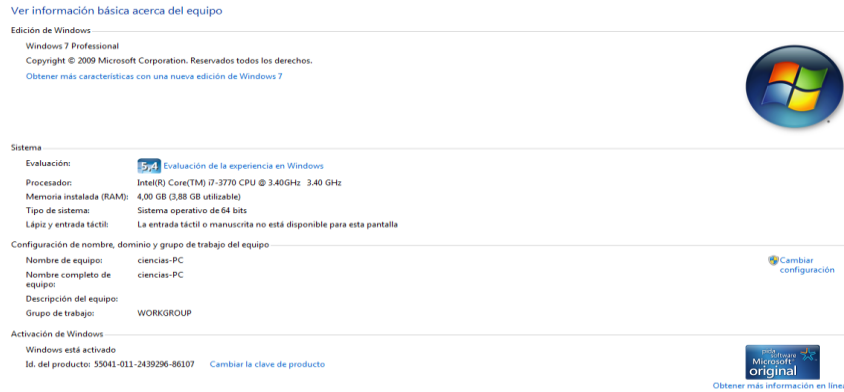 Ver información básica acerca del equipo
Edición de Windows
Windows 7 Professional
Copyright © 2009 Microsoft Corporation. Reservados todos los derechos.
Obtener más características con una nueva edición de Windows 7
Sistema
Evaluación: 5,4 Evaluación de la experiencia en Windows
Procesador: Intel(R) Core(TM) i7-3770 CPU @ 3.40GHz 3.40 GHz
Memoria instalada (RAM): 4,00 GB (3,88 GB utilizable)
Tipo de sistema: Sistema operativo de 64 bits
Lápiz y entrada táctil: La entrada táctil o manuscrita no está disponible para esta pantalla
Configuración de nombre, dominio y grupo de trabajo del equipo
Nombre de equipo: ciencias-PC
Cambiar
configuración
Nombre completo de
equipo: ciencias-PC
Descripción del equipo:
Grupo de trabajo: WORKGROUP
Activación de Windows
Windows está activado
Id. del producto: 55041-011-2439296-86107 Cambiar la clave de producto
pida
software
Microsoft
original
Obtener más información en línea